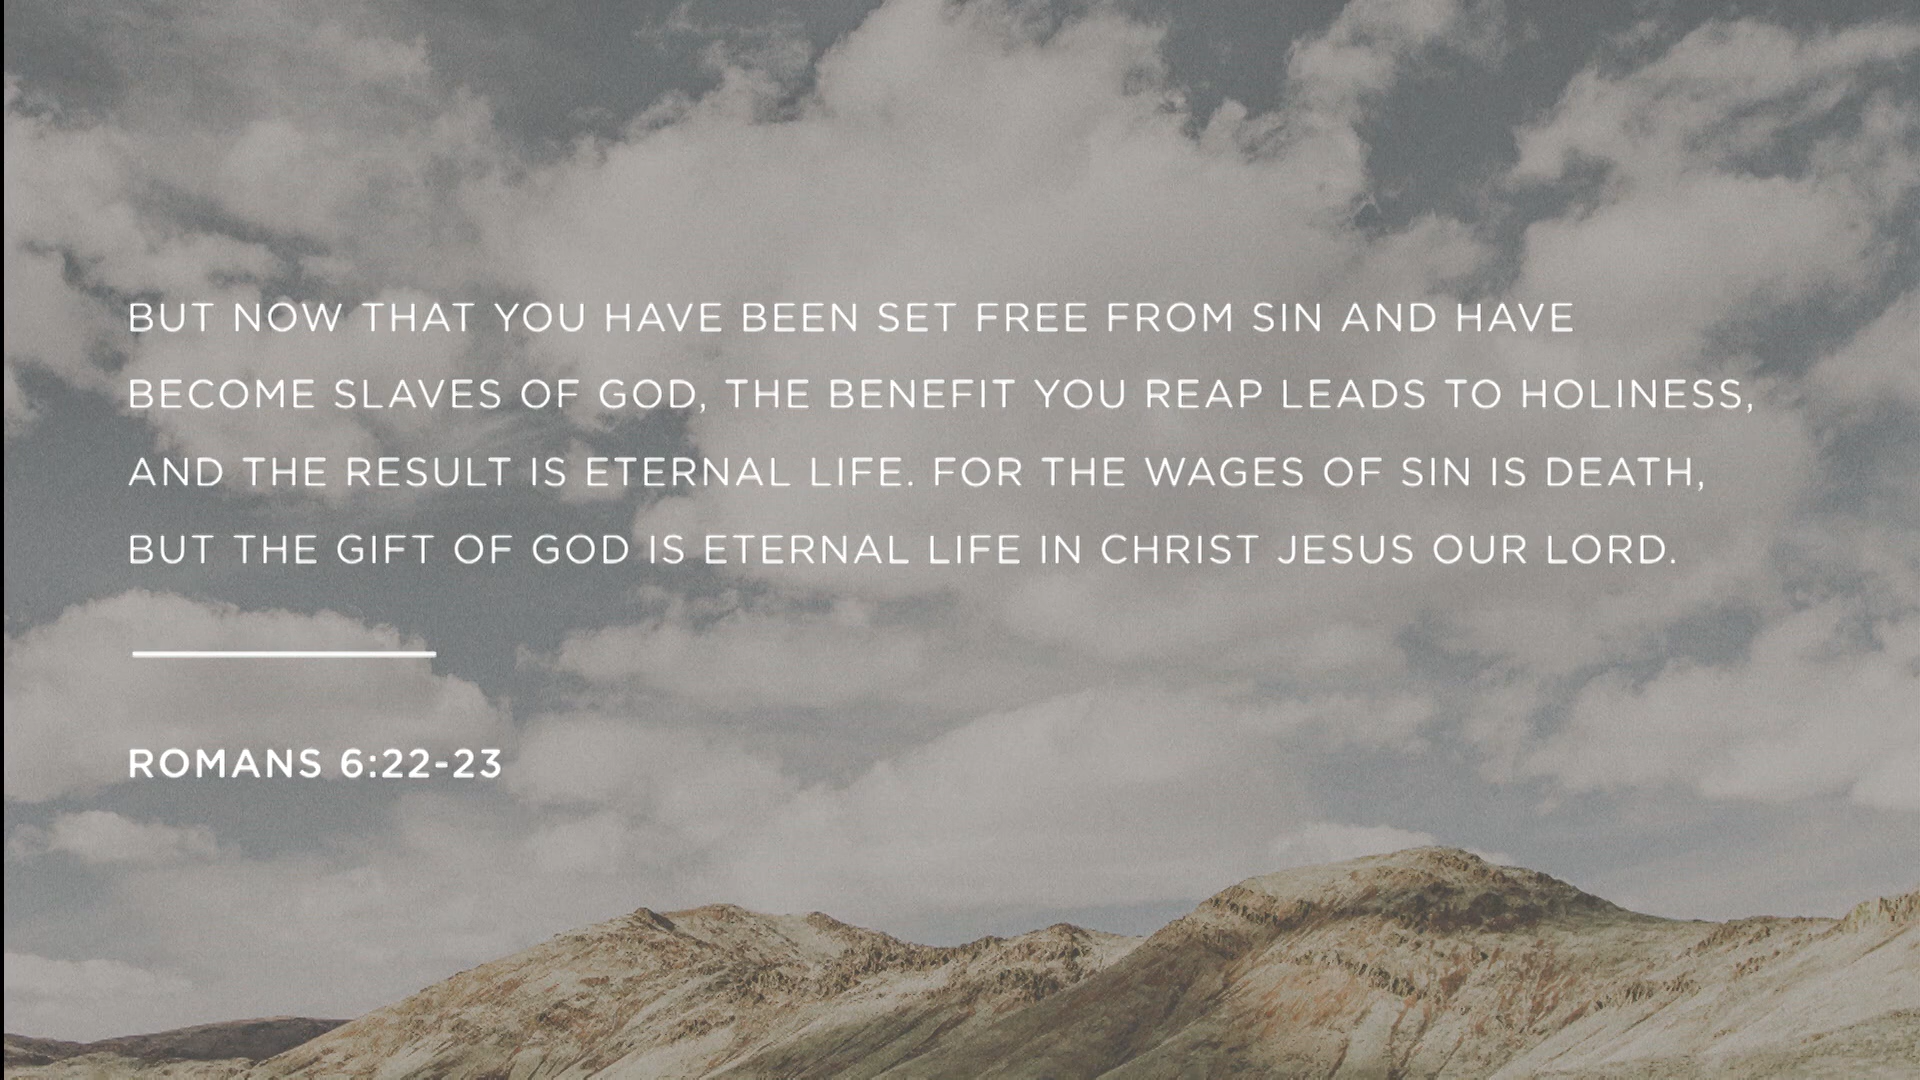 BUT NOW THAT YOU HAVE BEEN SET FREE FROM SIN AND HAVE
BECOME SLAVES OF GOD, THE BENEFIT YOU REAP LEADS TO HOLINESS,
AND THE RESULT IS ETERNAL LIFE. FOR THE WAGES OF SIN IS DEATH,
BUT THE GIFT OF GOD IS ETERNAL LIFE IN CHRIST JESUS OUR LORD.
ROMANS 6:22-23